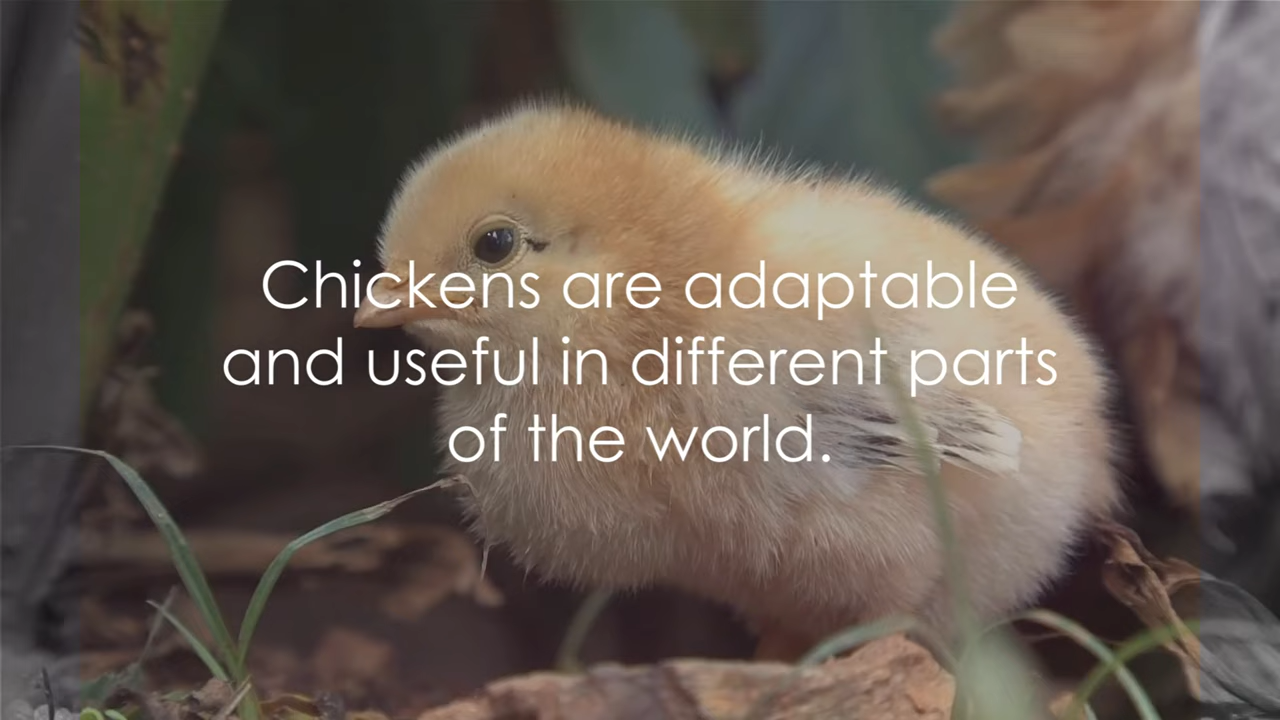 Chickens are adaptable
and useful in different parts
of the world.